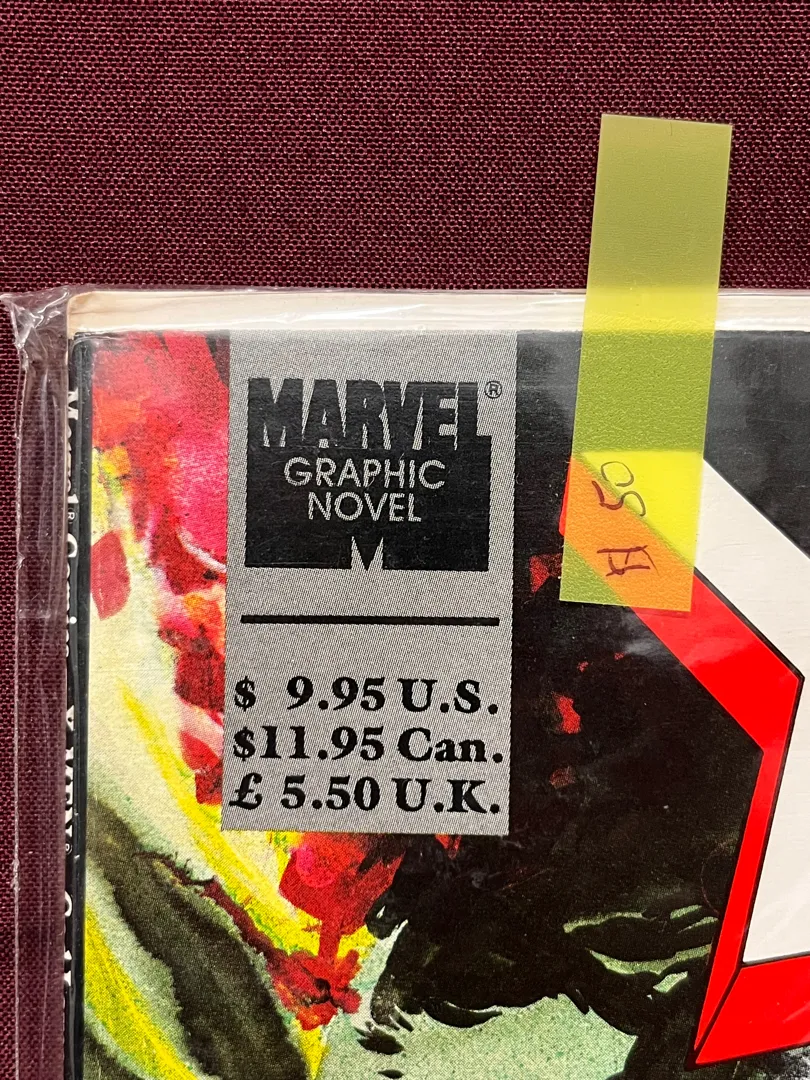 MARVEL®
GRAPHIC
NOVEL
M
$ 9.95 U.S.
$11.95 Can.
£ 5.50 U.K.